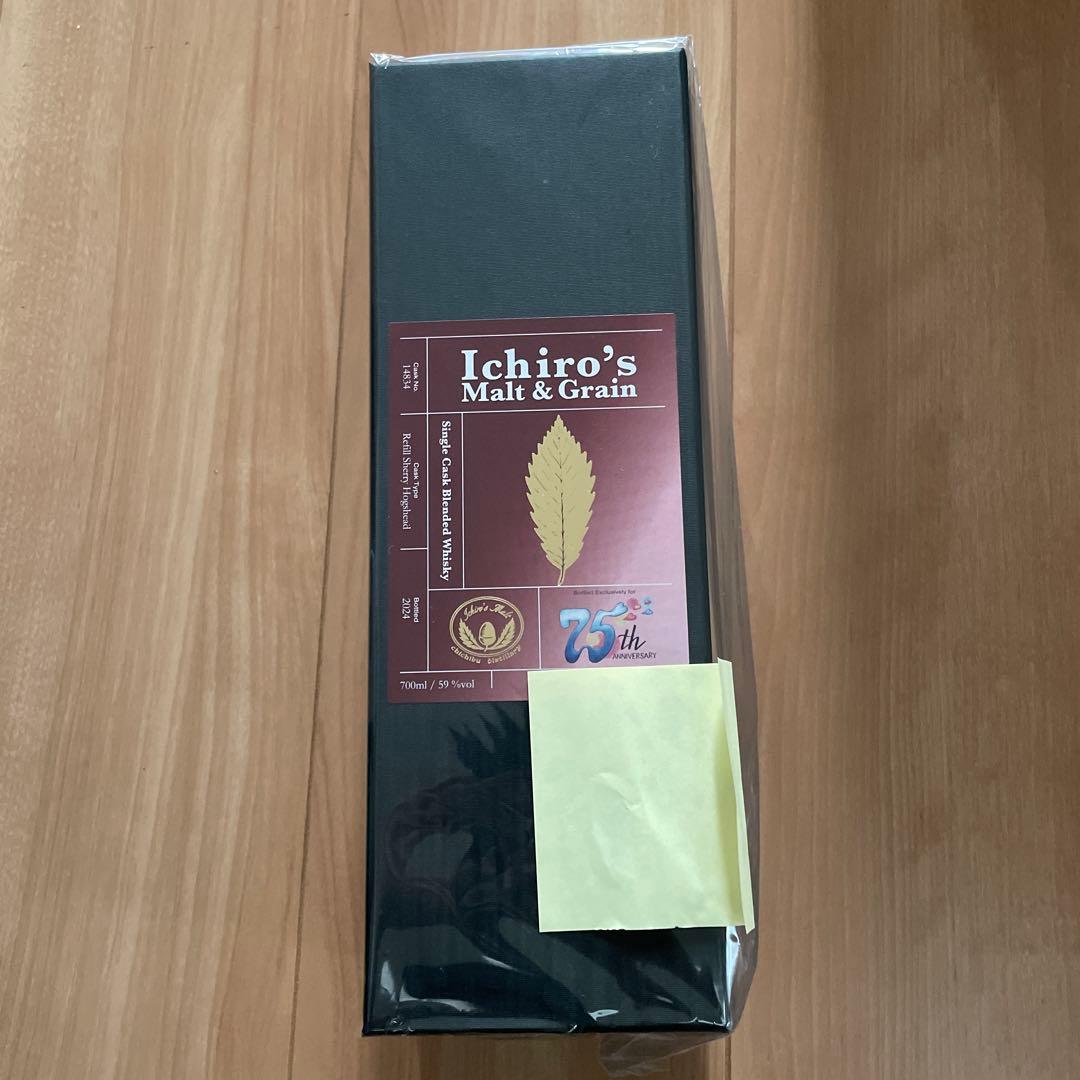 Ichiro's
Malt & Grain
Cask No.
14834
Cask Type
Refill Sherry Hogshead
Bottled
2024
Single Cask Blended Whisky
Ichiro's Malt
chichibu distillery
Bottled Exclusively for
75th
ANNIVERSARY
700ml / 59 %vol